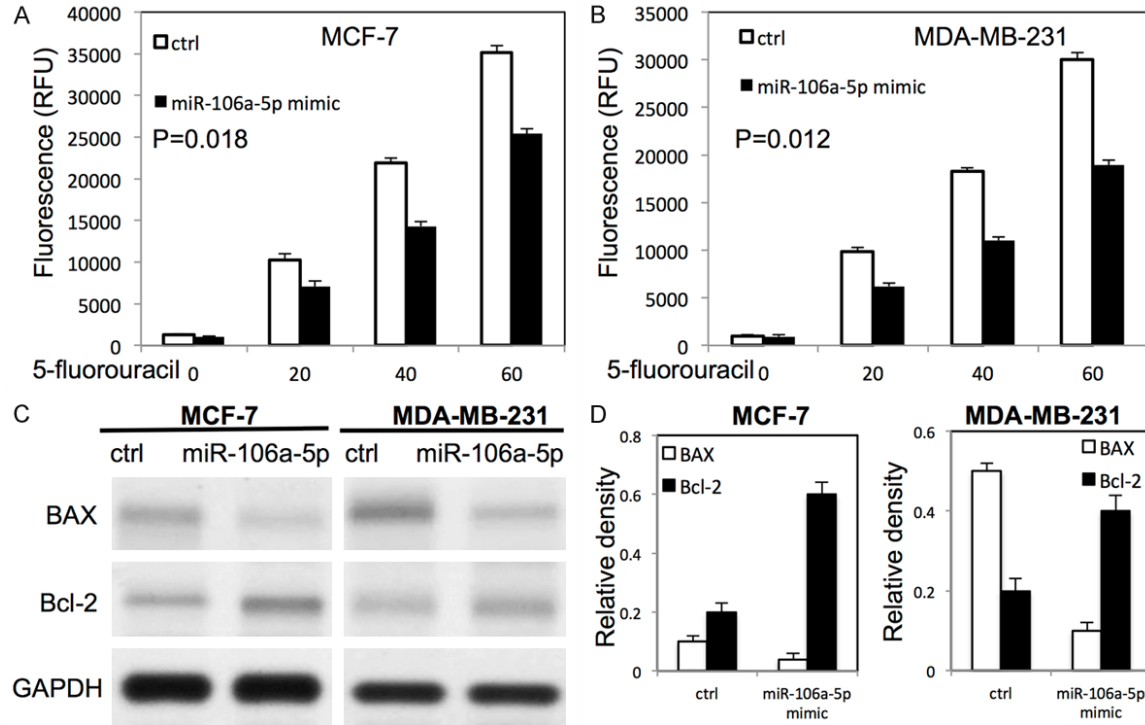 A
MCF-7
ctrl
miR-106a-5p mimic
P=0.018
Fluorescence (RFU)
40000
35000
30000
25000
20000
15000
10000
5000
0
5-fluorouracil 0 20 40 60
B
MDA-MB-231
ctrl
miR-106a-5p mimic
P=0.012
Fluorescence (RFU)
35000
30000
25000
20000
15000
10000
5000
0
5-fluorouracil 0 20 40 60
C
MCF-7 MDA-MB-231
ctrl miR-106a-5p ctrl miR-106a-5p
BAX
Bcl-2
GAPDH
D
MCF-7
BAX
Bcl-2
Relative density
0.8
0.6
0.4
0.2
0
ctrl miR-106a-5p
mimic
MDA-MB-231
BAX
Bcl-2
Relative density
0.6
0.4
0.2
0
ctrl miR-106a-5p
mimic